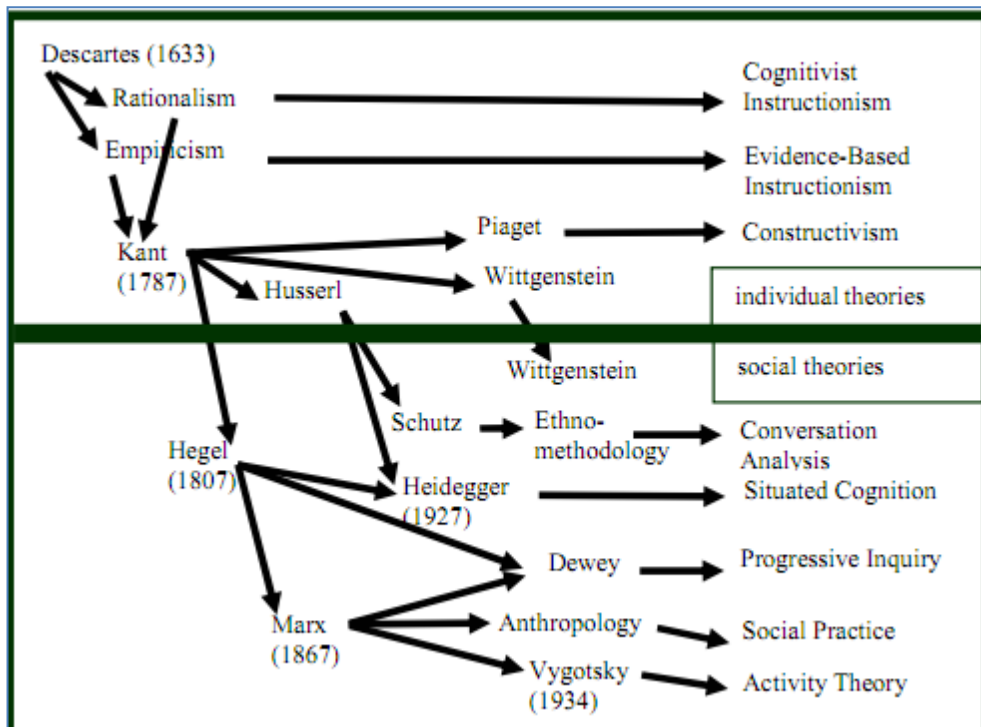 Descartes (1633)
Rationalism
Cognitivist
Instructionism
Empiricism
Evidence-Based
Instructionism
Kant
(1787)
Piaget
Constructivism
Husserl
Wittgenstein
individual theories
Wittgenstein
social theories
Schutz
Ethno-
methodology
Conversation
Analysis
Hegel
(1807)
Heidegger
(1927)
Situated Cognition
Dewey
Progressive Inquiry
Marx
(1867)
Anthropology
Social Practice
Vygotsky
(1934)
Activity Theory